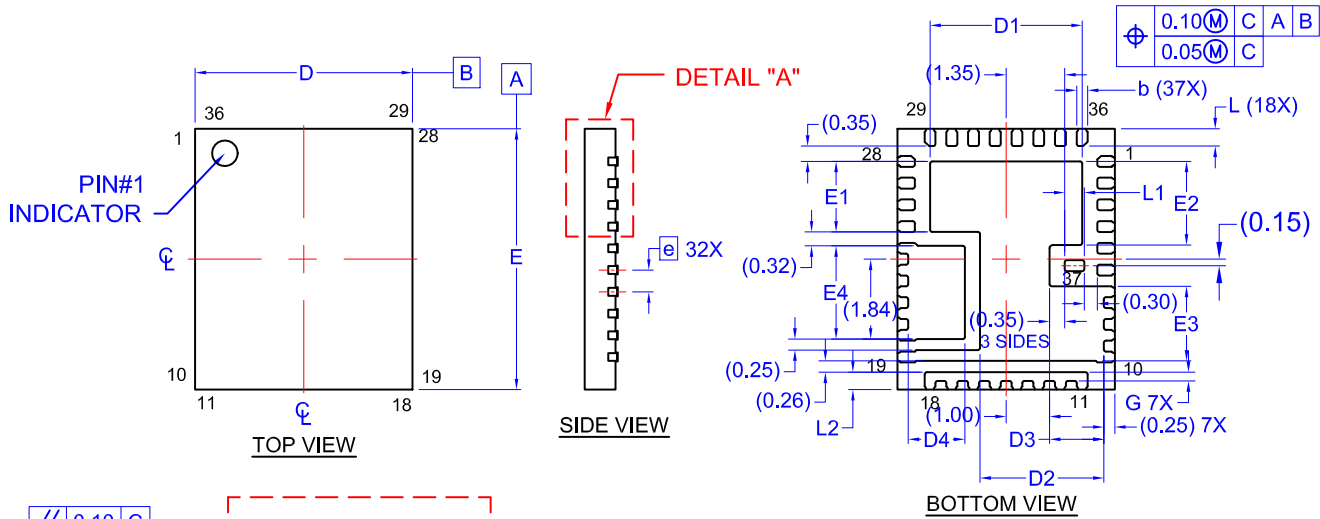 D
B
A
36
29
1
28
PIN#1
INDICATOR
℄
E
10
11
℄
18
19
TOP VIEW
DETAIL "A"
e 32X
SIDE VIEW
D1
0.10Ⓜ C A B
0.05Ⓜ C
(1.35)
b (37X)
29
36
L (18X)
(0.35)
28
1
E1
L1
E2
(0.15)
(0.32)
37
E4
(1.84)
(0.30)
(0.35)
3 SIDES
E3
(0.25)
19
10
(0.26)
18
11
G 7X
(1.00)
(0.25) 7X
L2
D4
D3
D2
BOTTOM VIEW
// 0.10 C